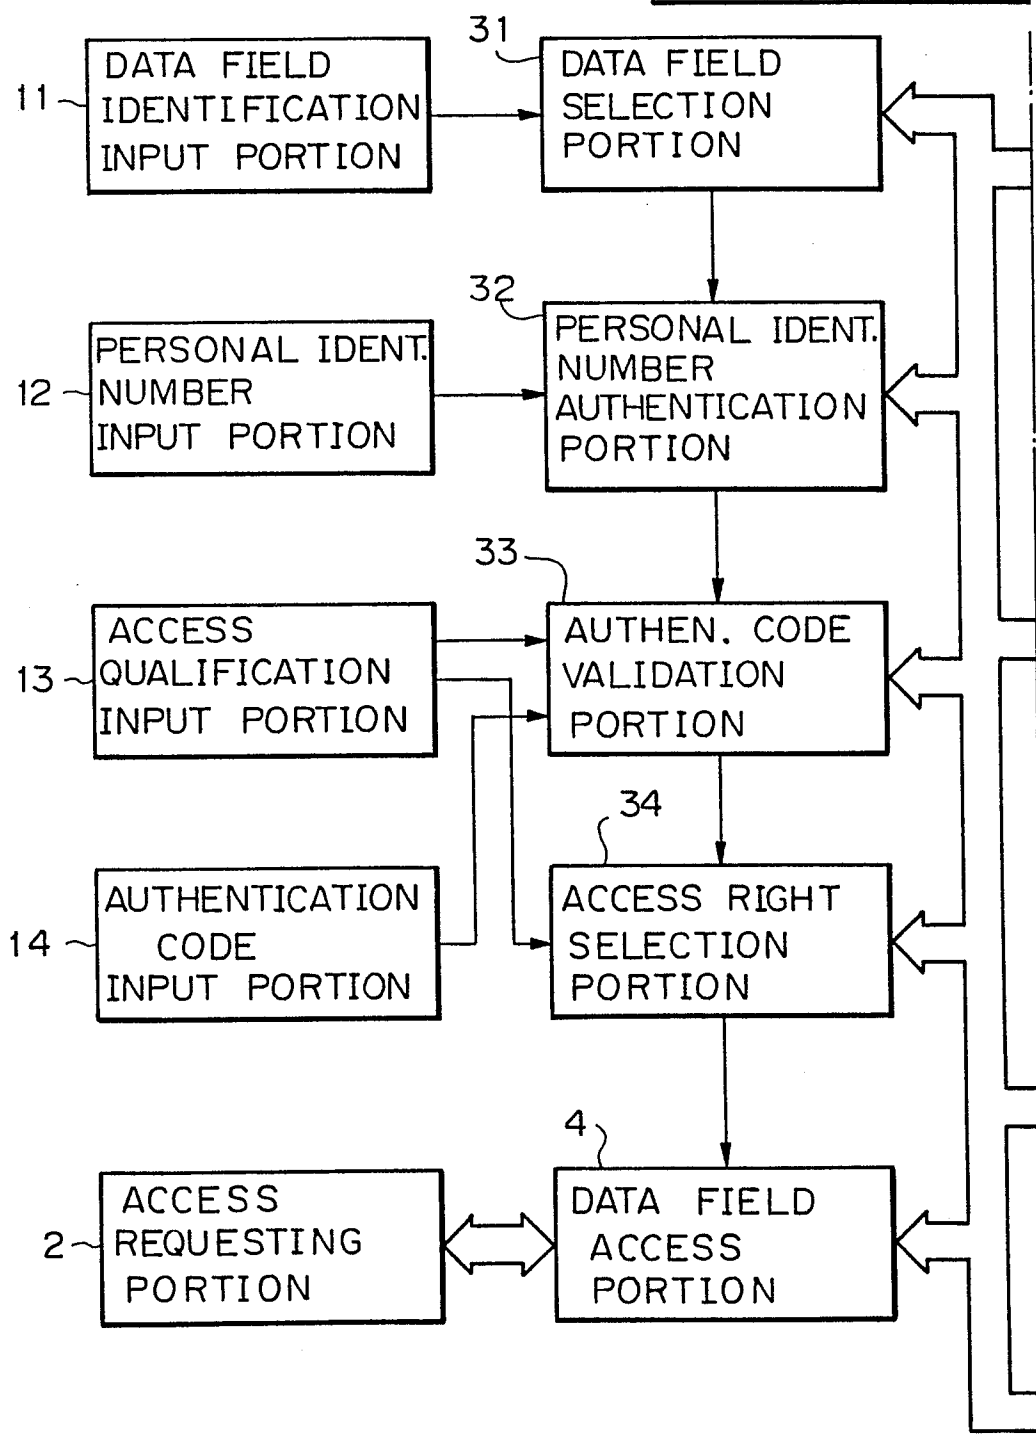 11
DATA FIELD
IDENTIFICATION
INPUT PORTION
31
DATA FIELD
SELECTION
PORTION
12
PERSONAL IDENT.
NUMBER
INPUT PORTION
32
PERSONAL IDENT.
NUMBER
AUTHENTICATION
PORTION
13
ACCESS
QUALIFICATION
INPUT PORTION
33
AUTHEN. CODE
VALIDATION
PORTION
14
AUTHENTICATION
CODE
INPUT PORTION
34
ACCESS RIGHT
SELECTION
PORTION
2
ACCESS
REQUESTING
PORTION
4
DATA FIELD
ACCESS
PORTION